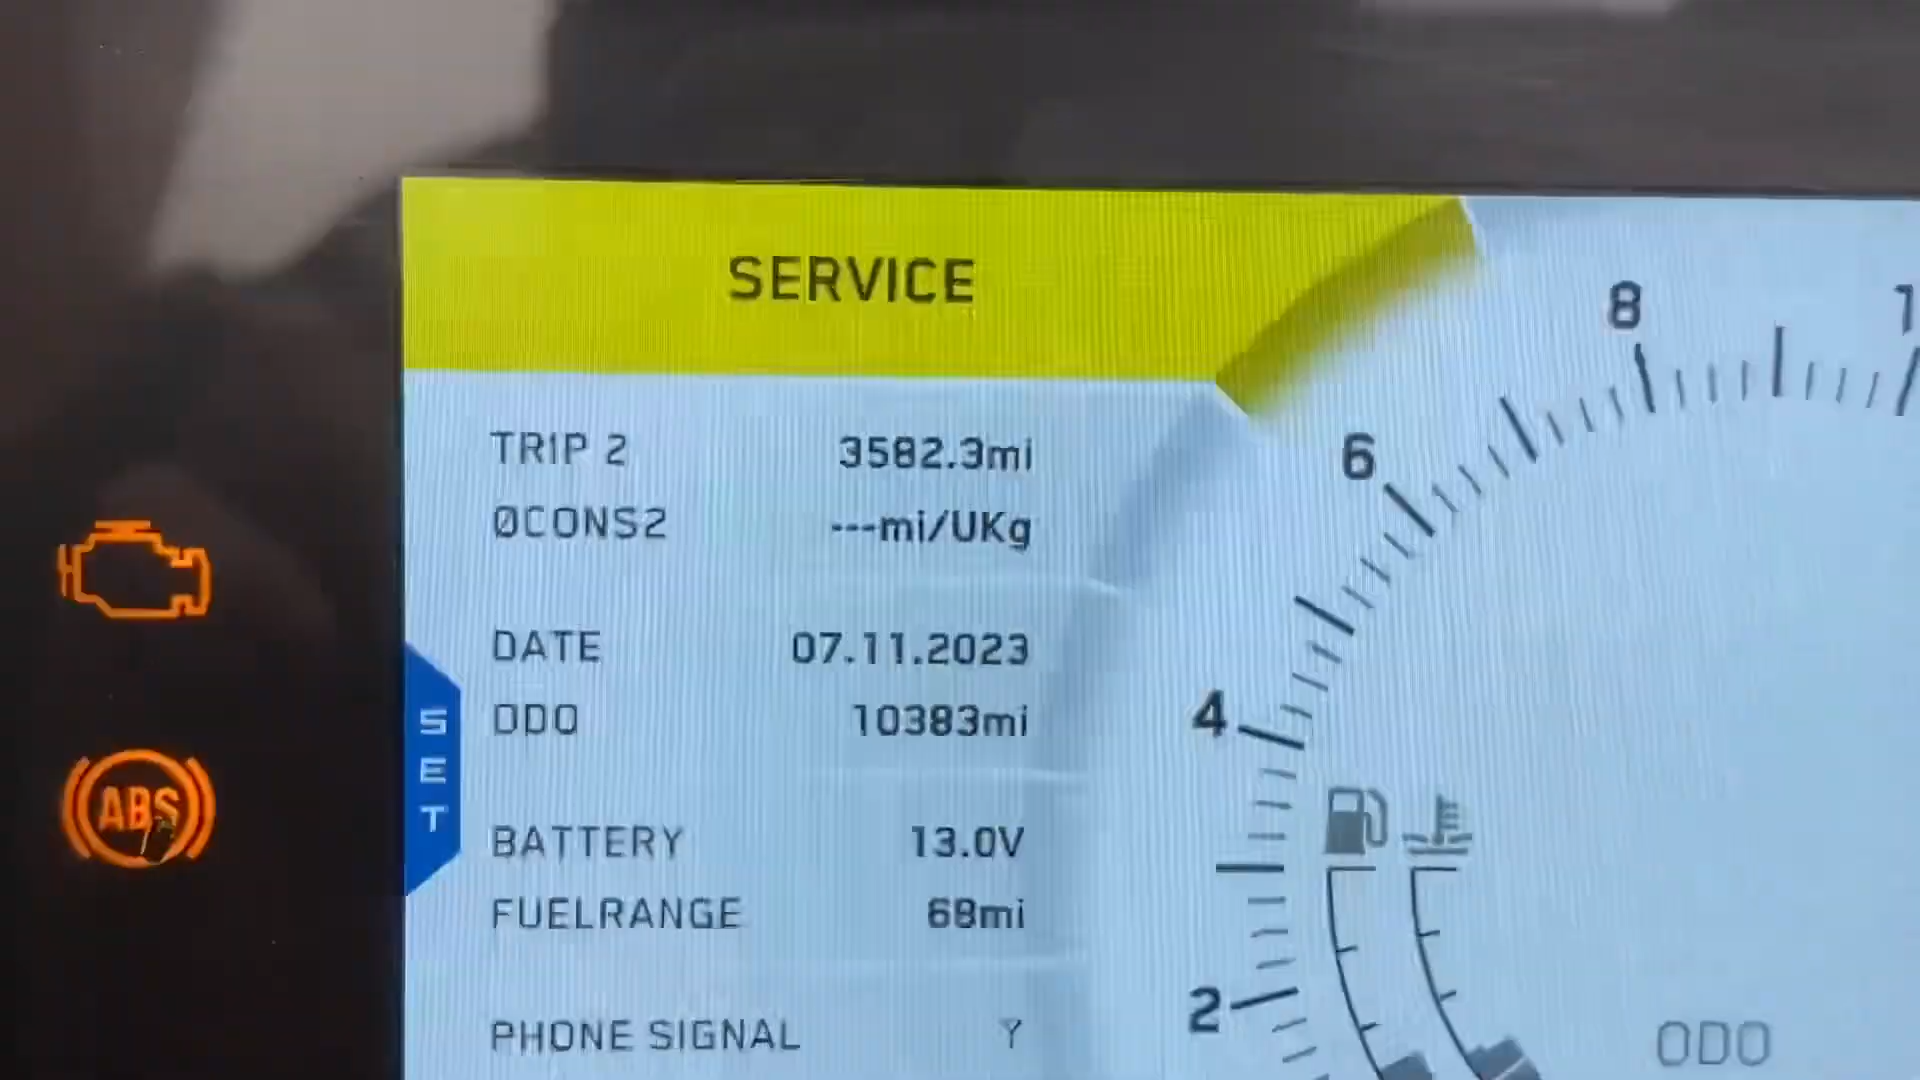 SERVICE
TRIP 2 3582.3mi
ØCONS2 ---mi/UKg
DATE 07.11.2023
ODO 10383mi
BATTERY 13.0V
FUELRANGE 68mi
PHONE SIGNAL
SET
ABS
8
6
4
2
ODO